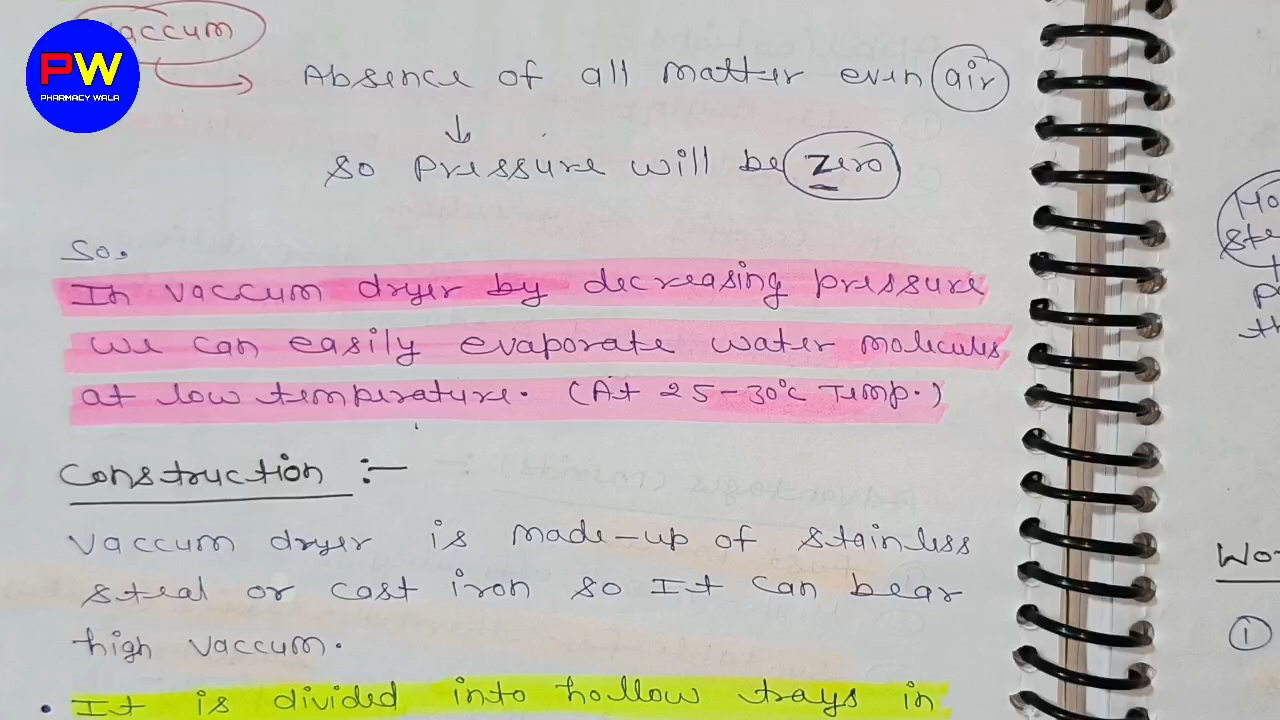 vaccum
PW
PHARMACY WALA
Absence of all matter even air
↓
So pressure will be zero
So.
In vaccum dryer by decreasing pressure
we can easily evaporate water molecules
at low temperature. (At 25-30°C Temp.)
Construction :-
Vaccum dryer is made-up of stainless
steal or cast iron so It can bear
high vaccum.
• It is divided into hollow trays in
Ste
Wor
①